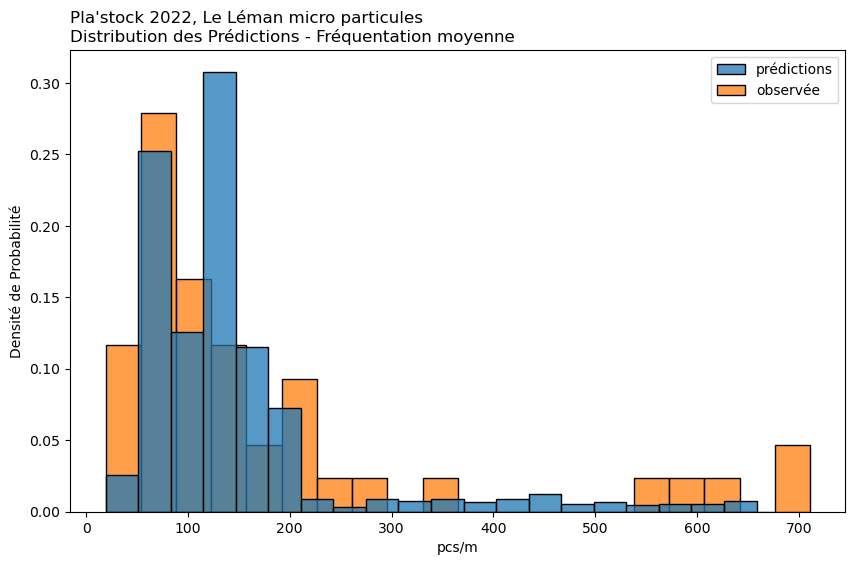 Pla'stock 2022, Le Léman micro particules
Distribution des Prédictions - Fréquentation moyenne
prédictions
observée
Densité de Probabilité
0.30
0.25
0.20
0.15
0.10
0.05
0.00
0 100 200 300 400 500 600 700
pcs/m